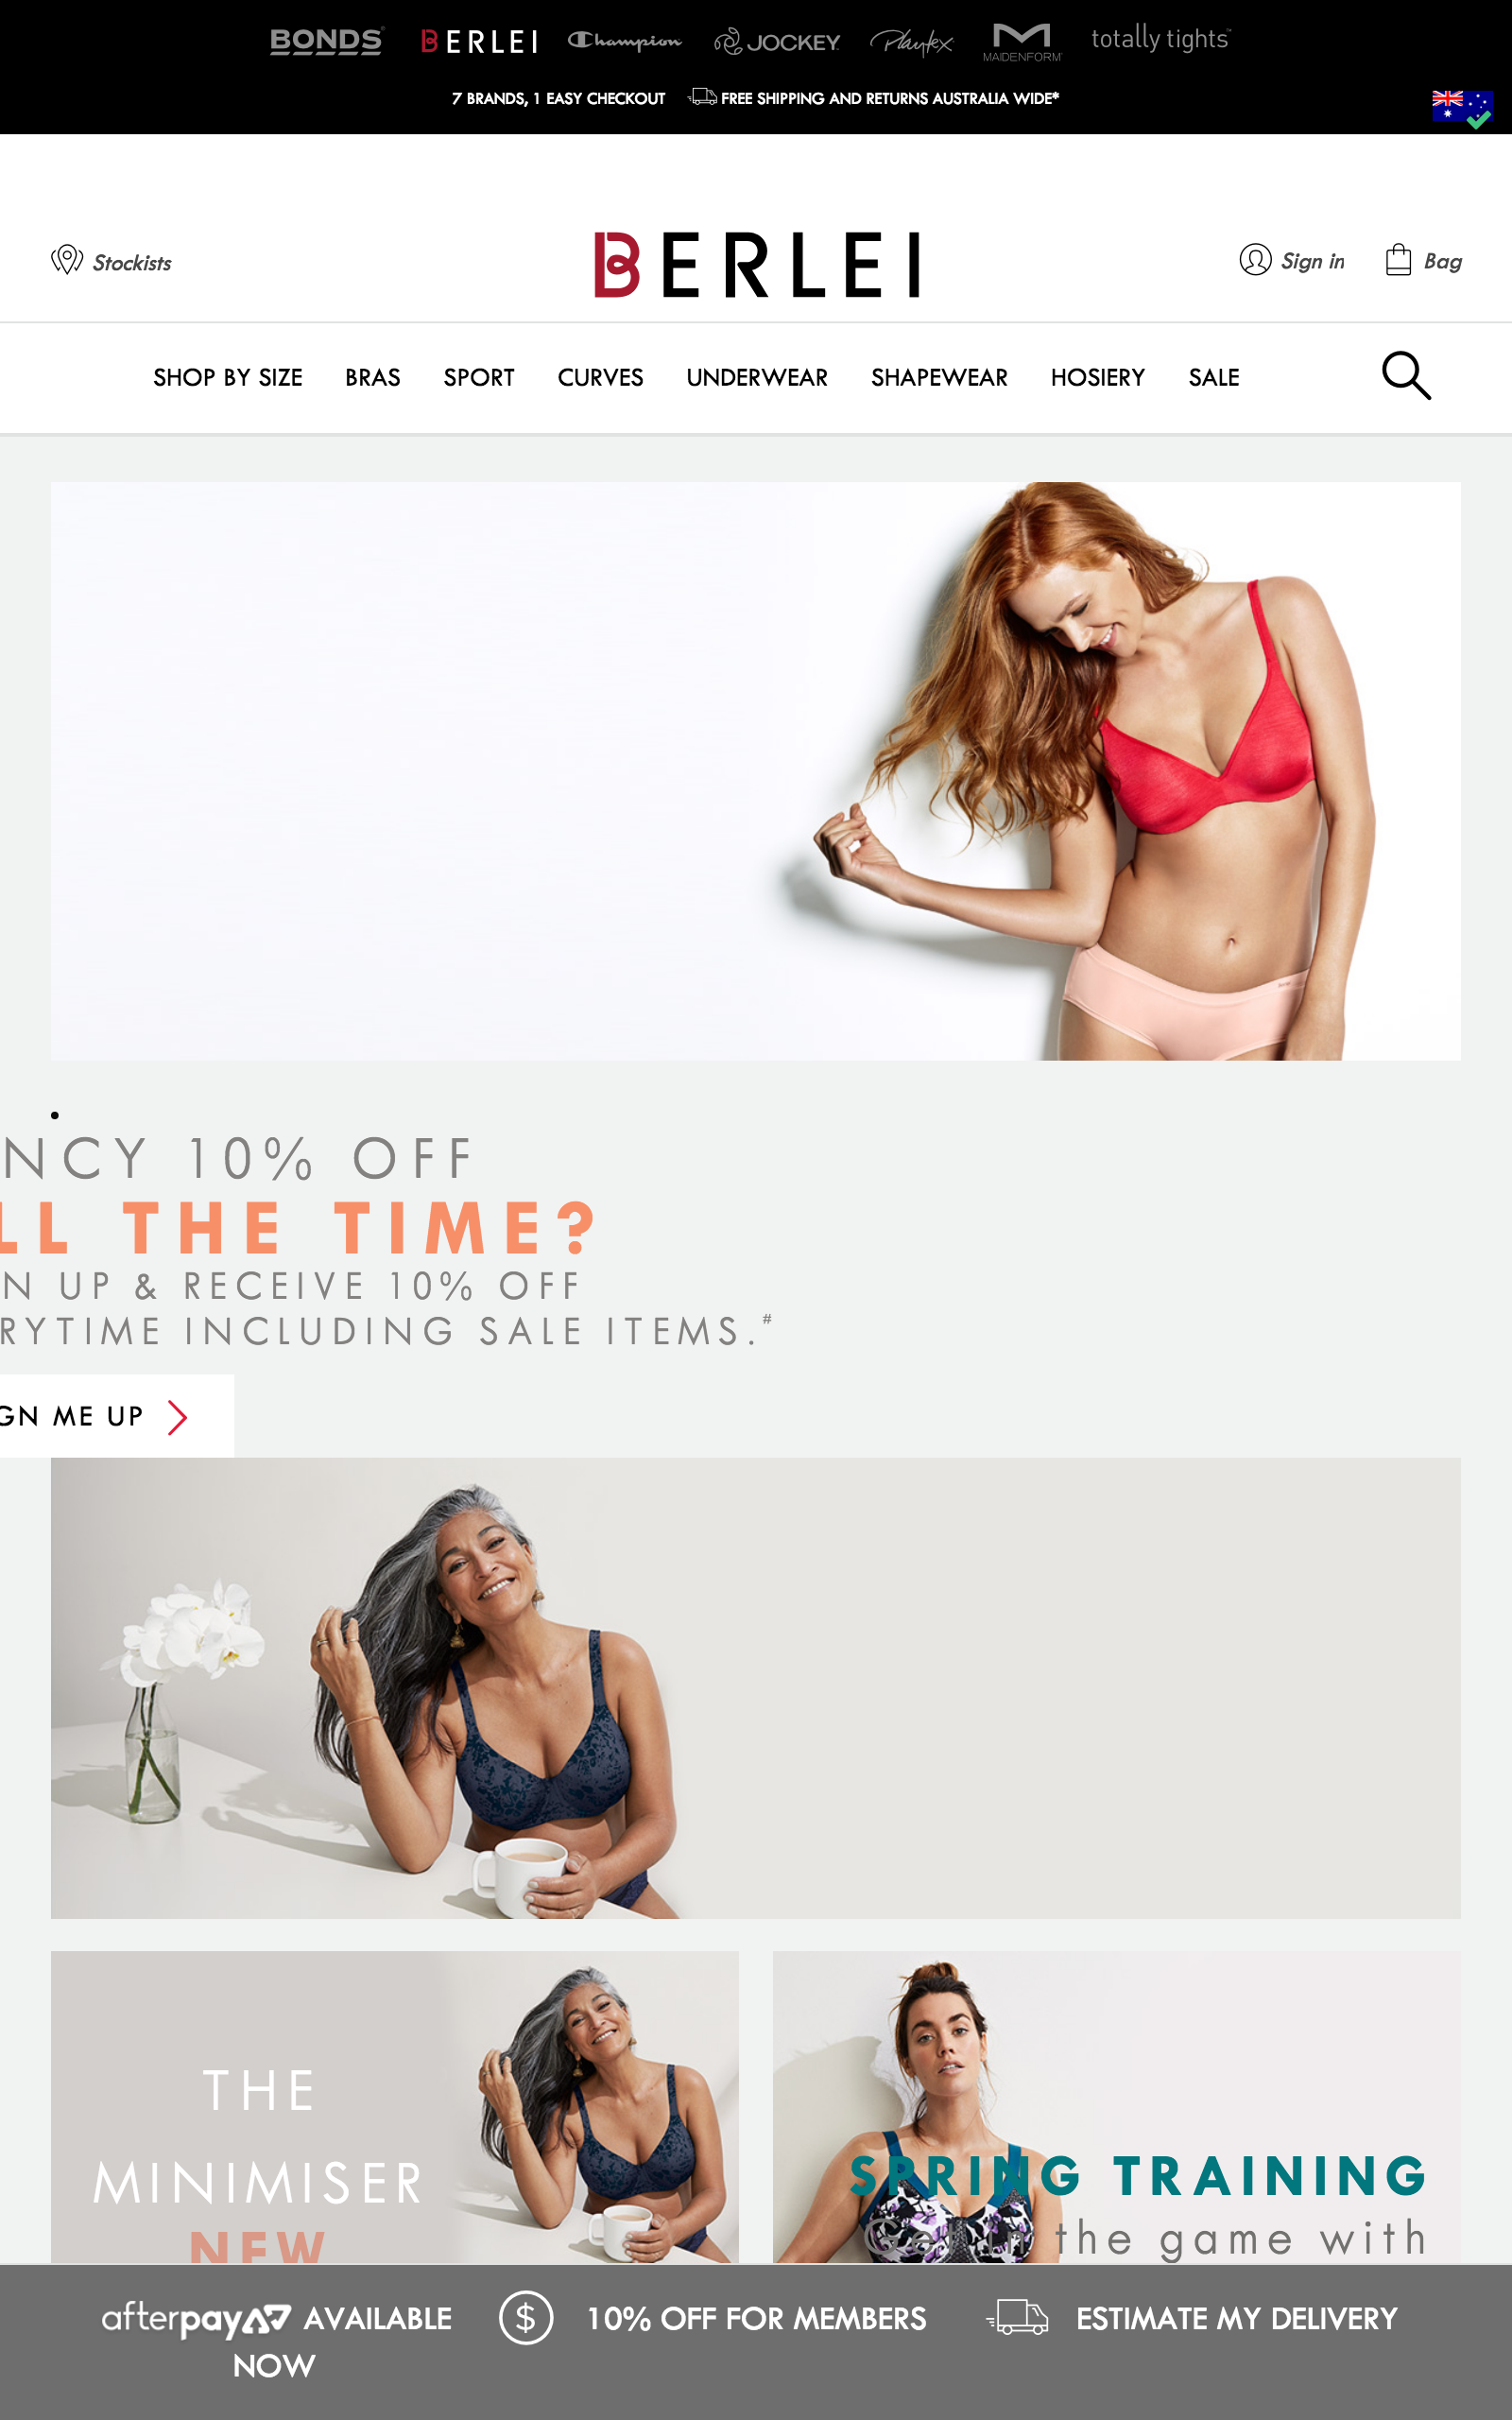 BONDS
BERLEI
Champion
JOCKEY
Playtex
MAIDENFORM
totally tights
7 BRANDS, 1 EASY CHECKOUT FREE SHIPPING AND RETURNS AUSTRALIA WIDE*
Stockists
BERLEI
Sign in
Bag
SHOP BY SIZE BRAS SPORT CURVES UNDERWEAR SHAPEWEAR HOSIERY SALE
NCY 10% OFF
LL THE TIME?
N UP & RECEIVE 10% OFF
RYTIME INCLUDING SALE ITEMS.#
GN ME UP
THE
MINIMISER
NEW
SPRING TRAINING
Get in the game with
afterpay AVAILABLE
NOW
10% OFF FOR MEMBERS
ESTIMATE MY DELIVERY